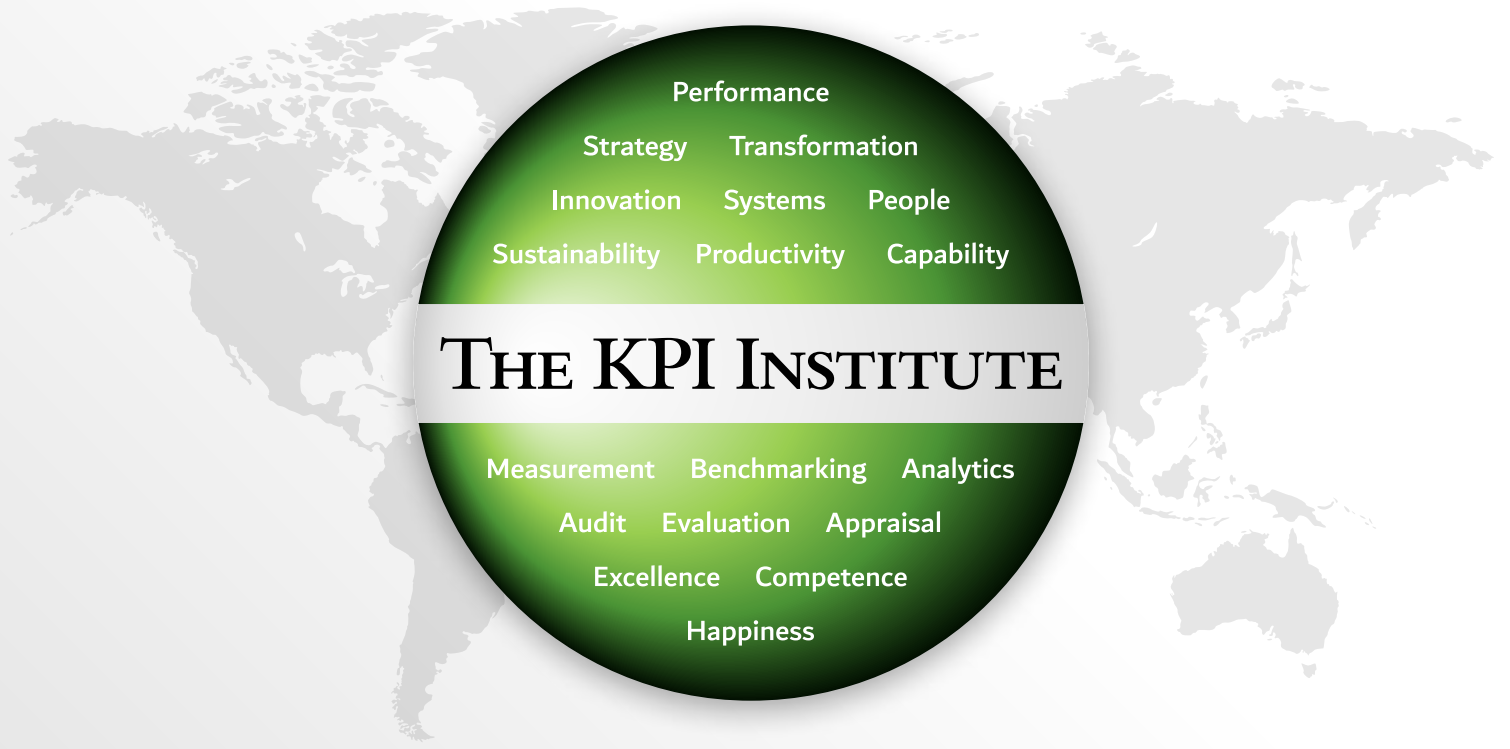 Performance
Strategy Transformation
Innovation Systems People
Sustainability Productivity Capability
The KPI Institute
Measurement Benchmarking Analytics
Audit Evaluation Appraisal
Excellence Competence
Happiness